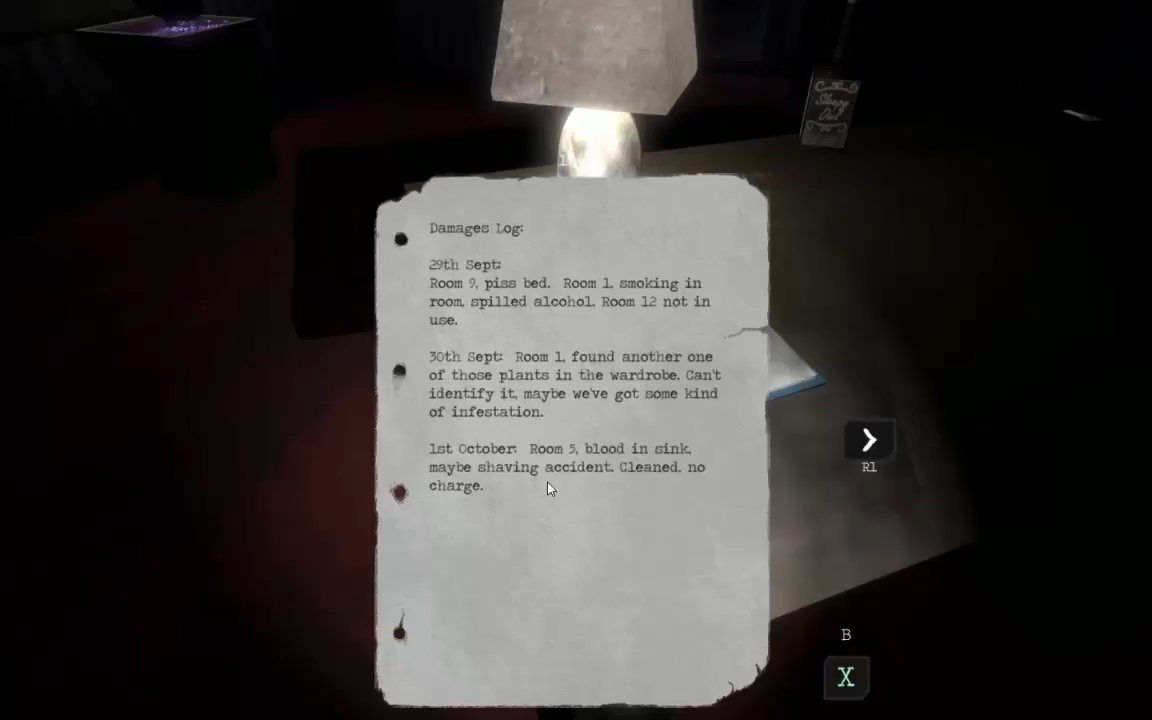 Sleepy
Owl
1
Damages Log:
29th Sept:
Room 9, piss bed. Room 1, smoking in
room, spilled alcohol. Room 12 not in
use.
30th Sept: Room 1, found another one
of those plants in the wardrobe. Can't
identify it, maybe we've got some kind
of infestation.
1st October: Room 5, blood in sink,
maybe shaving accident. Cleaned. no
charge.
R1
B
X